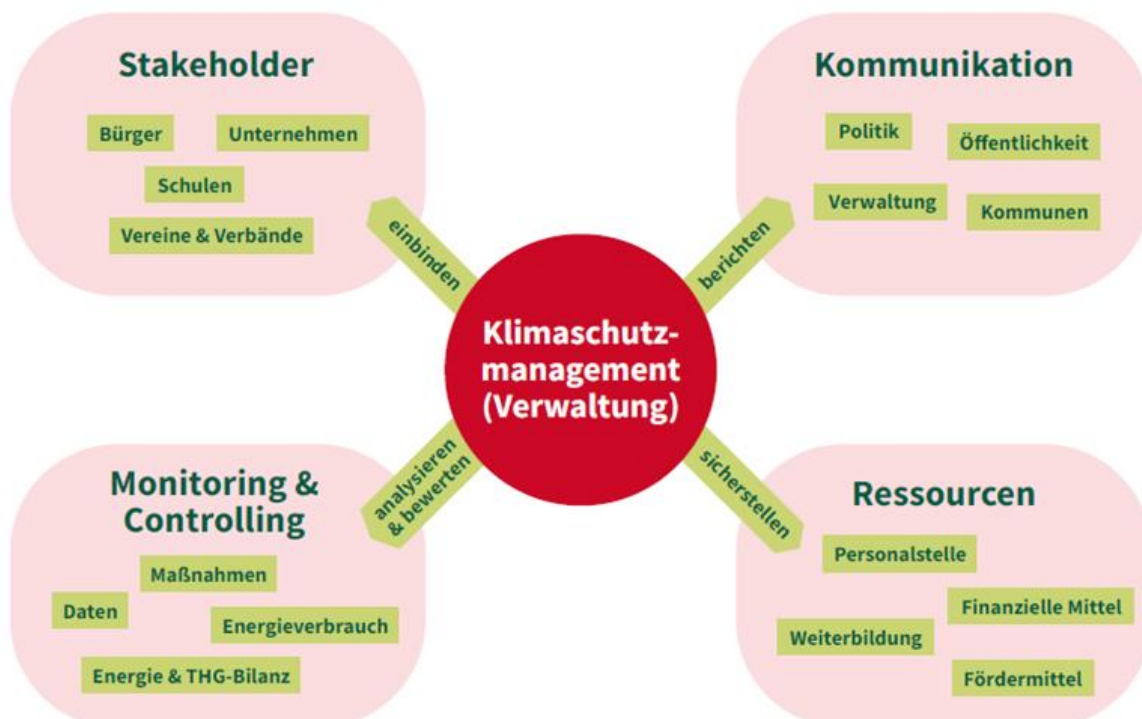 Stakeholder
Bürger
Unternehmen
Schulen
Vereine & Verbände
einbinden
Kommunikation
Politik
Öffentlichkeit
Verwaltung
Kommunen
berichten
Klimaschutz-
management
(Verwaltung)
Monitoring &
Controlling
Maßnahmen
Daten
Energieverbrauch
Energie & THG-Bilanz
analysieren
& bewerten
Ressourcen
Personalstelle
Finanzielle Mittel
Weiterbildung
Fördermittel
sicherstellen